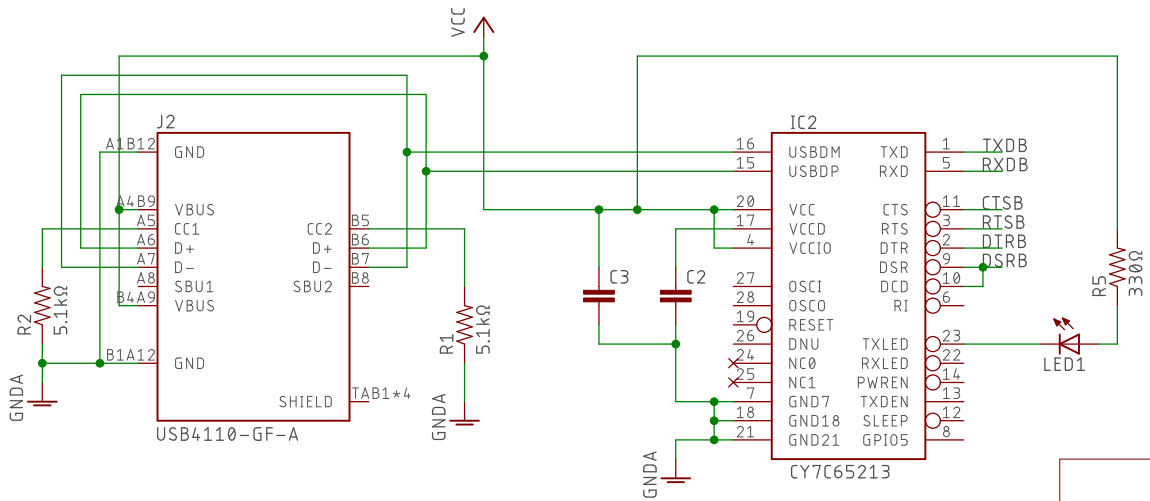 VCC
J2
A1B12
GND
A4B9
VBUS
A5
CC1
CC2
B5
A6
D+
D+
B6
A7
D-
D-
B7
A8
SBU1
SBU2
B8
B4A9
VBUS
B1A12
GND
SHIELD
TAB1*4
USB4110-GF-A
R2
5.1kΩ
GNDA
R1
5.1kΩ
GNDA
C3
C2
IC2
16
USBDM
TXD
1
TXDB
15
USBDP
RXD
5
RXDB
20
VCC
CTS
11
CTSB
17
VCCD
RTS
3
RTSB
4
VCCIO
DTR
2
DTRB
DSR
9
DSRB
27
OSCI
DCD
10
28
OSCO
RI
6
19
RESET
26
DNU
TXLED
23
24
NC0
RXLED
22
25
NC1
PWREN
14
7
GND7
TXDEN
13
18
GND18
SLEEP
12
21
GND21
GPIO5
8
CY7C65213
GNDA
R5
330Ω
LED1